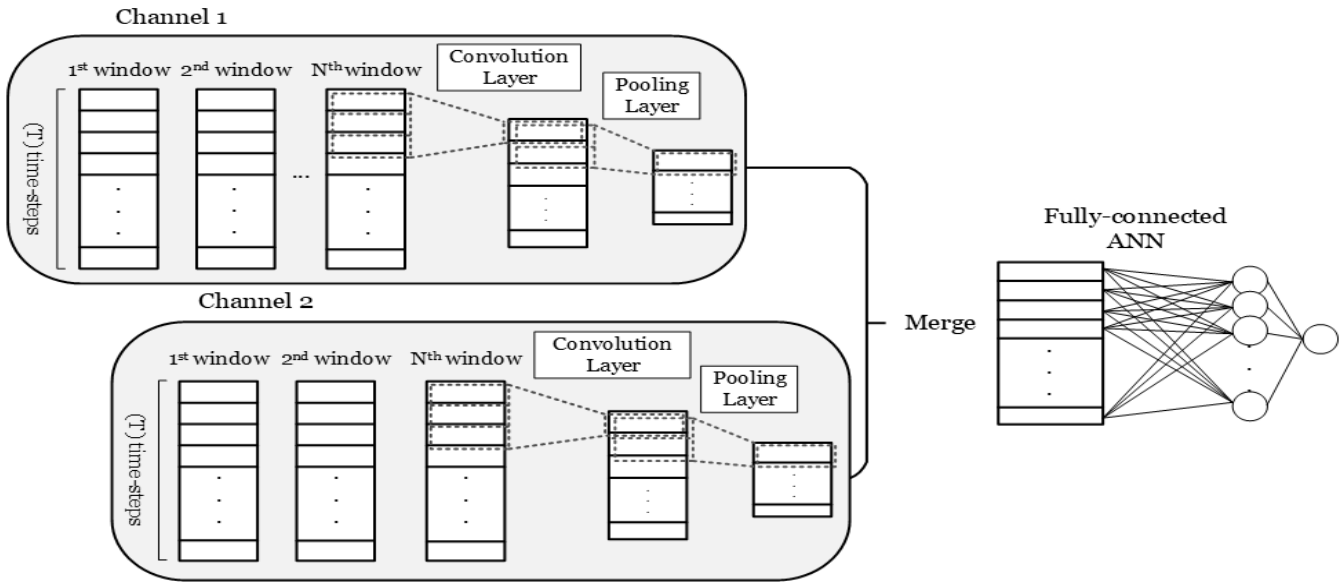 Channel 1
1st window 2nd window Nth window
Convolution
Layer
Pooling
Layer
(T) time-steps
...
Channel 2
1st window 2nd window Nth window
Convolution
Layer
Pooling
Layer
(T) time-steps
Merge
Fully-connected
ANN